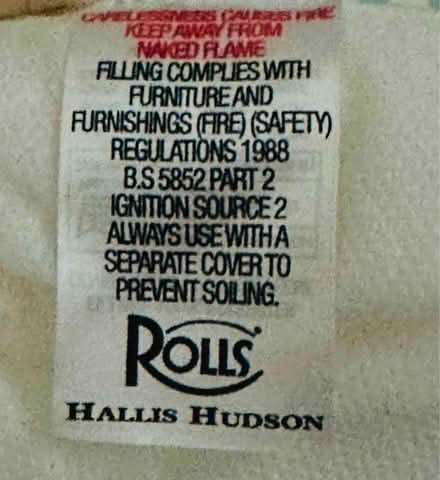 CARELESSNESS CAUSES FIRE
KEEP AWAY FROM
NAKED FLAME
FILLING COMPLIES WITH
FURNITURE AND
FURNISHINGS (FIRE) (SAFETY)
REGULATIONS 1988
B.S 5852 PART 2
IGNITION SOURCE 2
ALWAYS USE WITH A
SEPARATE COVER TO
PREVENT SOILING.
ROLLS
HALLIS HUDSON